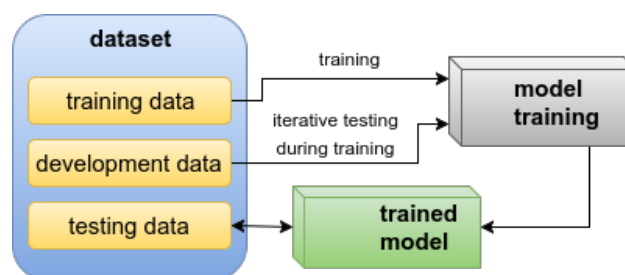 dataset
training data
development data
testing data
training
iterative testing
during training
model
training
trained
model